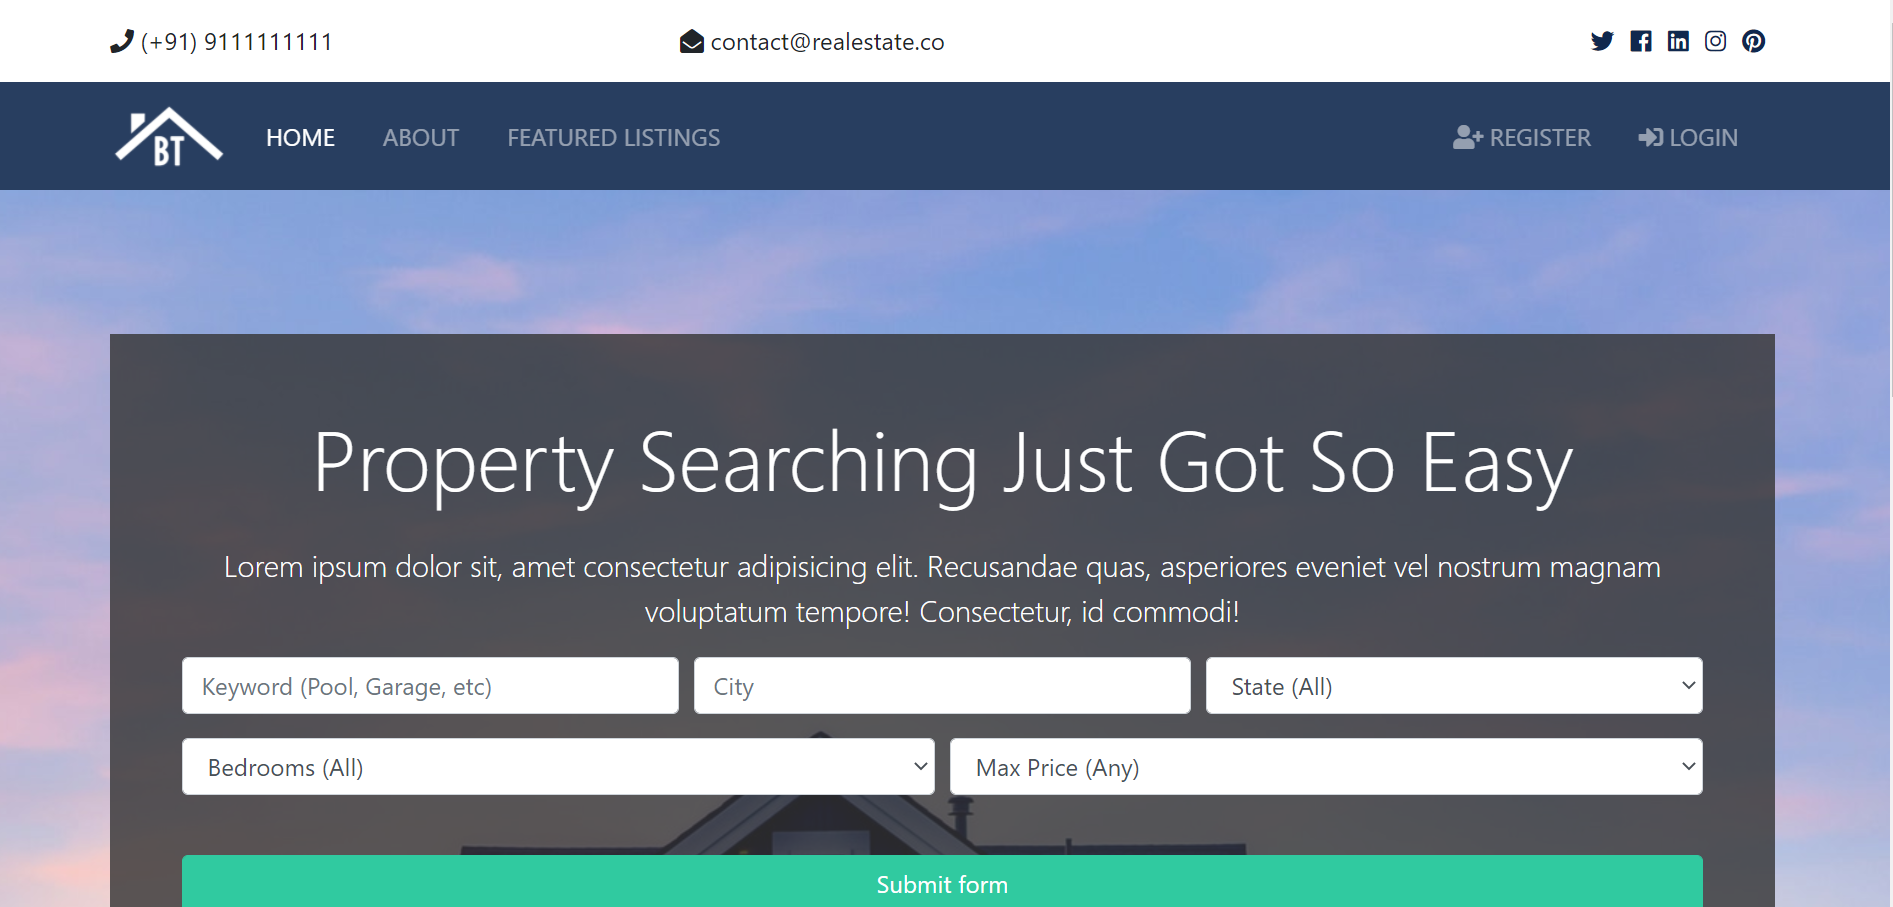 (+91) 9111111111
contact@realestate.co
BT
HOME
ABOUT
FEATURED LISTINGS
REGISTER
LOGIN
Property Searching Just Got So Easy
Lorem ipsum dolor sit, amet consectetur adipisicing elit. Recusandae quas, asperiores eveniet vel nostrum magnam
voluptatum tempore! Consectetur, id commodi!
Keyword (Pool, Garage, etc)
City
State (All)
Bedrooms (All)
Max Price (Any)
Submit form